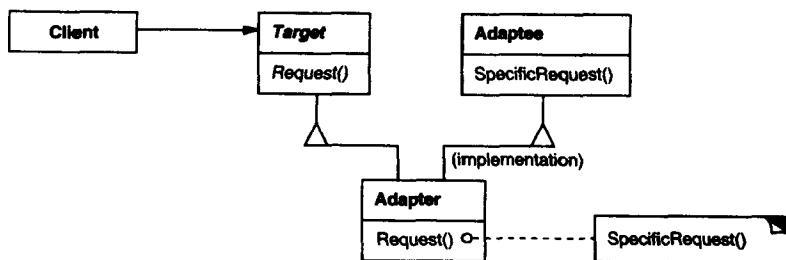 Client
Target
Request()
Adaptee
SpecificRequest()
(implementation)
Adapter
Request()
SpecificRequest()